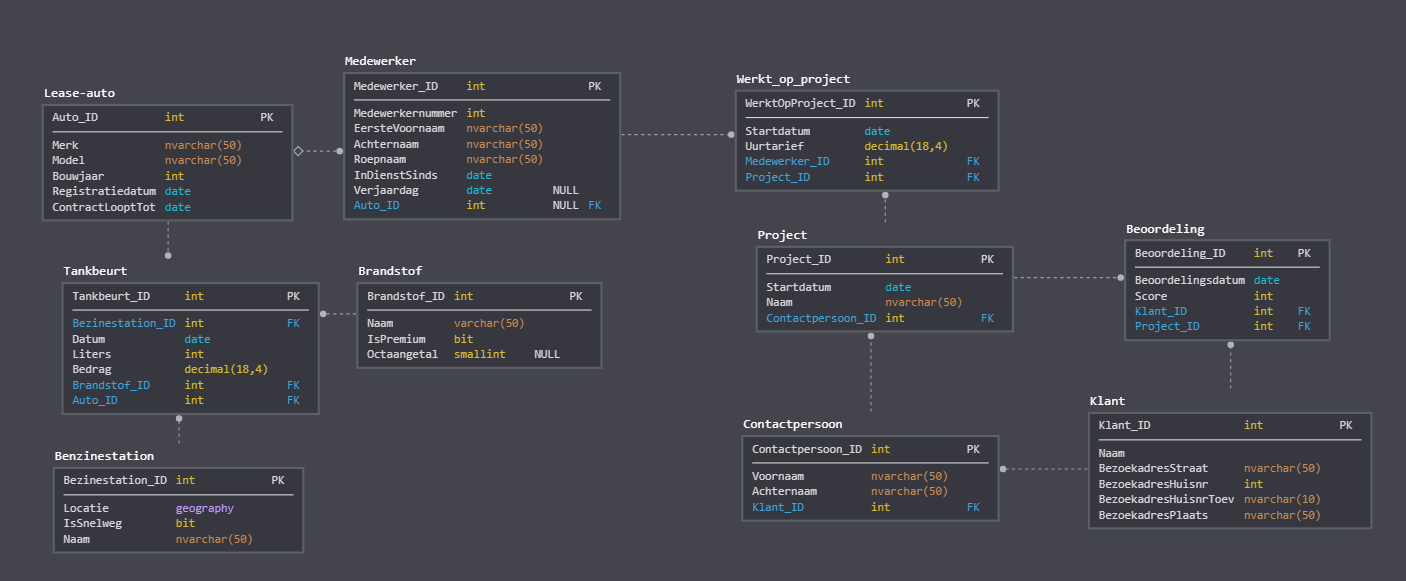 Lease-auto
Auto_ID int PK
Merk nvarchar(50)
Model nvarchar(50)
Bouwjaar int
Registratiedatum date
ContractLooptTot date
Medewerker
Medewerker_ID int PK
Medewerkernummer int
EersteVoornaam nvarchar(50)
Achternaam nvarchar(50)
Roepnaam nvarchar(50)
InDienstSinds date
Verjaardag date NULL
Auto_ID int NULL FK
Werkt_op_project
WerktOpProject_ID int PK
Startdatum date
Uurtarief decimal(18,4)
Medewerker_ID int FK
Project_ID int FK
Tankbeurt
Tankbeurt_ID int PK
Bezinestation_ID int FK
Datum date
Liters int
Bedrag decimal(18,4)
Brandstof_ID int FK
Auto_ID int FK
Brandstof
Brandstof_ID int PK
Naam varchar(50)
IsPremium bit
Octaangetal smallint NULL
Project
Project_ID int PK
Startdatum date
Naam nvarchar(50)
Contactpersoon_ID int FK
Beoordeling
Beoordeling_ID int PK
Beoordelingsdatum date
Score int
Klant_ID int FK
Project_ID int FK
Benzinestation
Bezinestation_ID int PK
Locatie geography
IsSnelweg bit
Naam nvarchar(50)
Contactpersoon
Contactpersoon_ID int PK
Voornaam nvarchar(50)
Achternaam nvarchar(50)
Klant_ID int FK
Klant
Klant_ID int PK
Naam
BezoekadresStraat nvarchar(50)
BezoekadresHuisnr int
BezoekadresHuisnrToev nvarchar(10)
BezoekadresPlaats nvarchar(50)